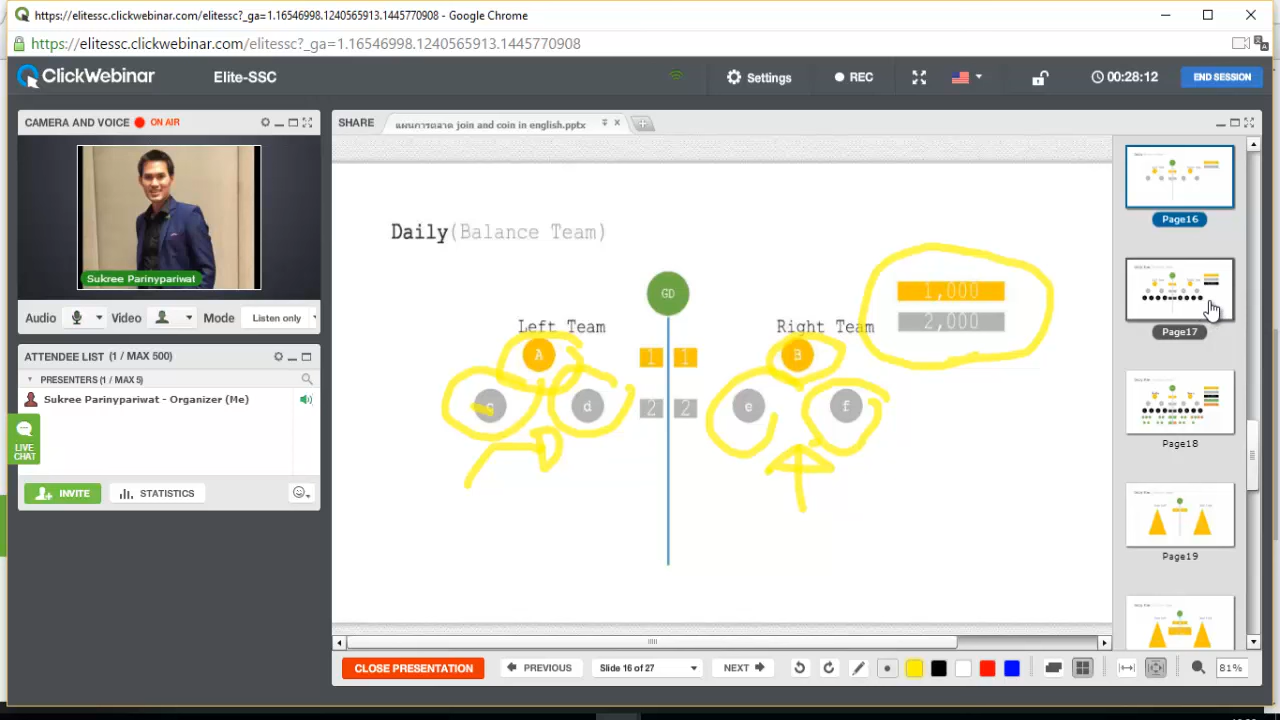 https://elitessc.clickwebinar.com/elitessc?_ga=1.16546998.1240565913.1445770908 - Google Chrome
https://elitessc.clickwebinar.com/elitessc?_ga=1.16546998.1240565913.1445770908
ClickWebinar
Elite-SSC
Settings
REC
00:28:12
END SESSION
CAMERA AND VOICE
ON AIR
Sukree Parinypariwat
Audio
Video
Mode
Listen only
ATTENDEE LIST (1 / MAX 500)
PRESENTERS (1 / MAX 5)
Sukree Parinypariwat - Organizer (Me)
LIVE
CHAT
INVITE
STATISTICS
SHARE
แผนการตลาด join and coin in english.pptx
Daily(Balance Team)
GD
1,000
2,000
Left Team
Right Team
A
1 1
B
d
2 2
e
f
Page16
Page17
Page18
Page19
CLOSE PRESENTATION
PREVIOUS
Slide 16 of 27
NEXT
81%